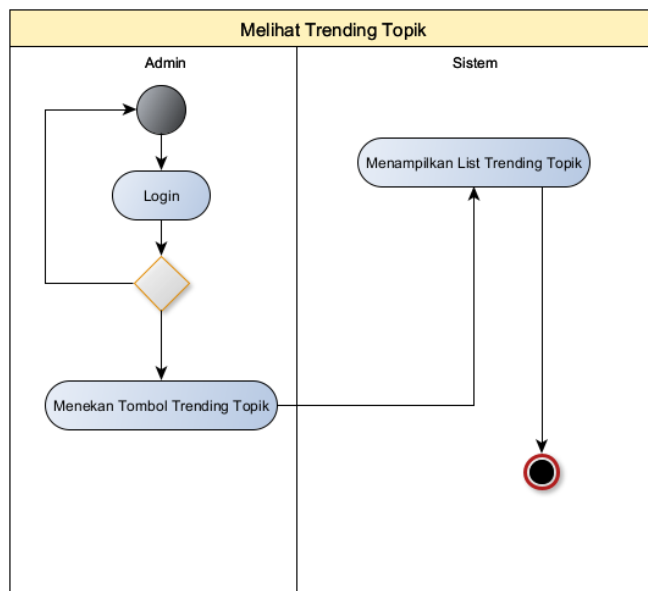 Melihat Trending Topik
Admin
Sistem
Login
Menekan Tombol Trending Topik
Menampilkan List Trending Topik